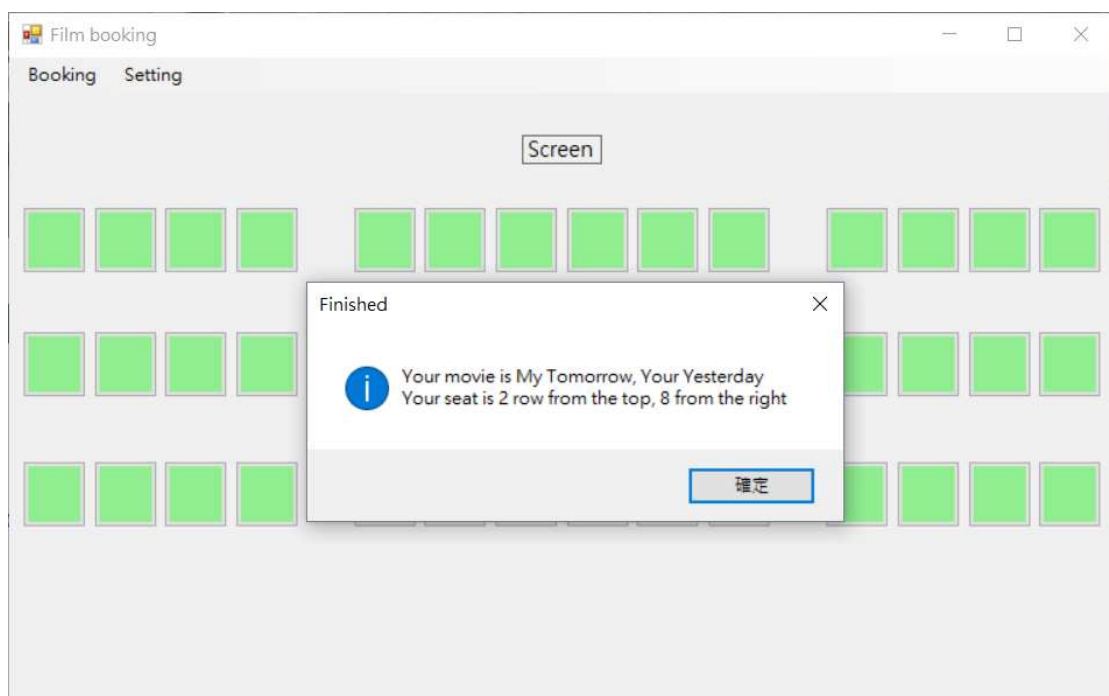 Film booking
Booking Setting
Screen
Finished
Your movie is My Tomorrow, Your Yesterday
Your seat is 2 row from the top, 8 from the right
確定